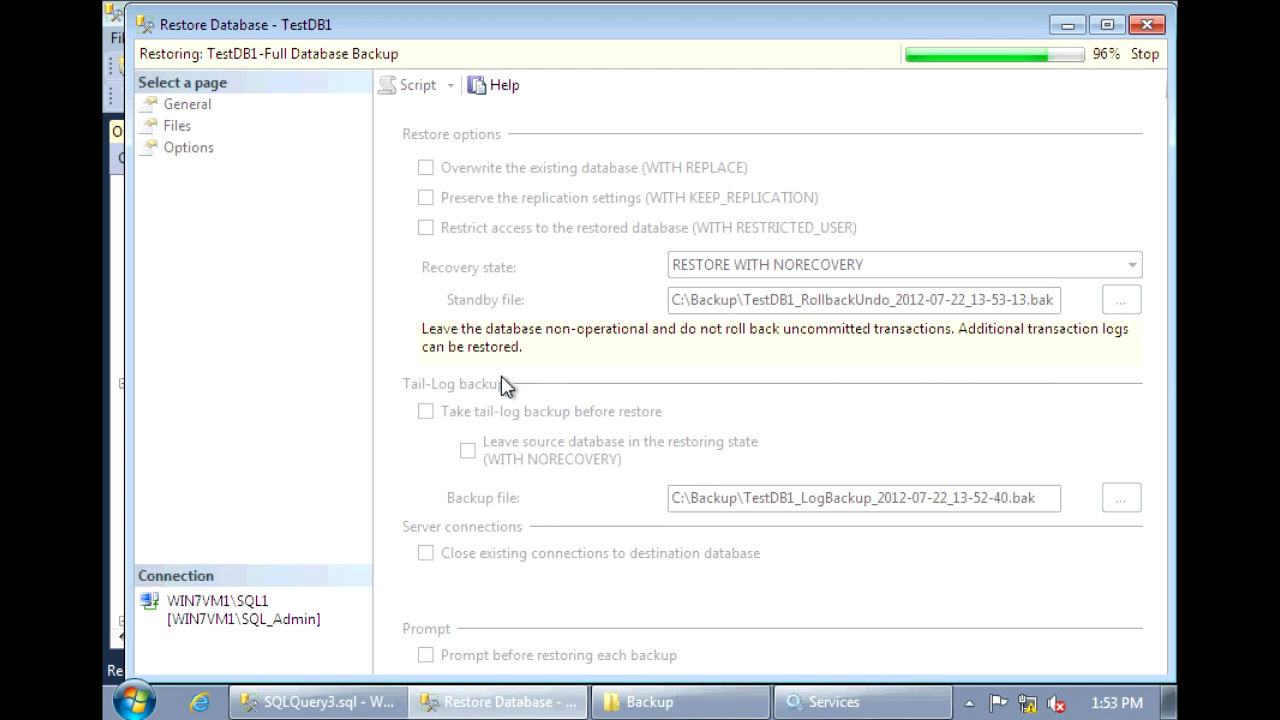 Restore Database - TestDB1
Fil
Restoring: TestDB1-Full Database Backup
96% Stop
Select a page
General
Files
Options
Script
Help
Restore options
Overwrite the existing database (WITH REPLACE)
Preserve the replication settings (WITH KEEP_REPLICATION)
Restrict access to the restored database (WITH RESTRICTED_USER)
Recovery state:
RESTORE WITH NORECOVERY
Standby file:
C:\Backup\TestDB1_RollbackUndo_2012-07-22_13-53-13.bak
...
Leave the database non-operational and do not roll back uncommitted transactions. Additional transaction logs
can be restored.
Tail-Log backup
Take tail-log backup before restore
Leave source database in the restoring state
(WITH NORECOVERY)
Backup file:
C:\Backup\TestDB1_LogBackup_2012-07-22_13-52-40.bak
...
Server connections
Close existing connections to destination database
Connection
WIN7VM1\SQL1
[WIN7VM1\SQL_Admin]
Prompt
Prompt before restoring each backup
Re
SQLQuery3.sql - W...
Restore Database - ...
Backup
Services
1:53 PM